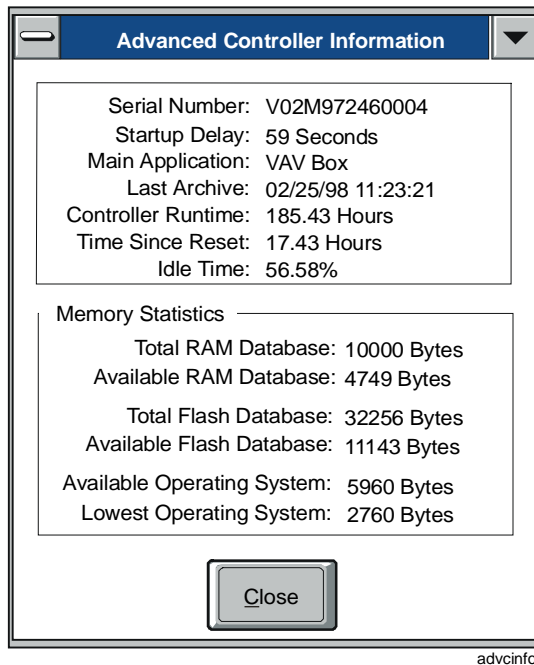 Advanced Controller Information
Serial Number: V02M972460004
Startup Delay: 59 Seconds
Main Application: VAV Box
Last Archive: 02/25/98 11:23:21
Controller Runtime: 185.43 Hours
Time Since Reset: 17.43 Hours
Idle Time: 56.58%
Memory Statistics
Total RAM Database: 10000 Bytes
Available RAM Database: 4749 Bytes
Total Flash Database: 32256 Bytes
Available Flash Database: 11143 Bytes
Available Operating System: 5960 Bytes
Lowest Operating System: 2760 Bytes
Close
advcinfo